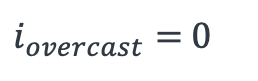 i_overcast = 0